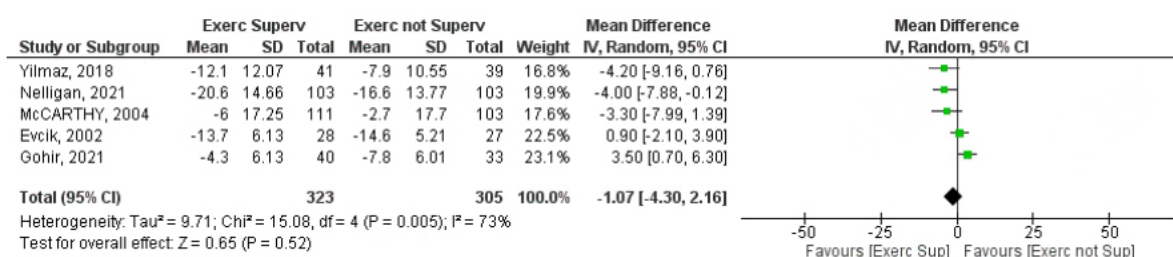 Exerc Superv Exerc not Superv Mean Difference Mean Difference
Study or Subgroup Mean SD Total Mean SD Total Weight IV, Random, 95% CI IV, Random, 95% CI
Yilmaz, 2018 -12.1 12.07 41 -7.9 10.55 39 16.8% -4.20 [-9.16, 0.76]
Nelligan, 2021 -20.6 14.66 103 -16.6 13.77 103 19.9% -4.00 [-7.88, -0.12]
McCARTHY, 2004 -6 17.25 111 -2.7 17.7 103 17.6% -3.30 [-7.99, 1.39]
Evcik, 2002 -13.7 6.13 28 -14.6 5.21 27 22.5% 0.90 [-2.10, 3.90]
Gohir, 2021 -4.3 6.13 40 -7.8 6.01 33 23.1% 3.50 [0.70, 6.30]
Total (95% CI) 323 305 100.0% -1.07 [-4.30, 2.16]
Heterogeneity: Tau² = 9.71; Chi² = 15.08, df = 4 (P = 0.005); I² = 73%
Test for overall effect: Z = 0.65 (P = 0.52)
-50 -25 0 25 50
Favours [Exerc Sup] Favours [Exerc not Sup]